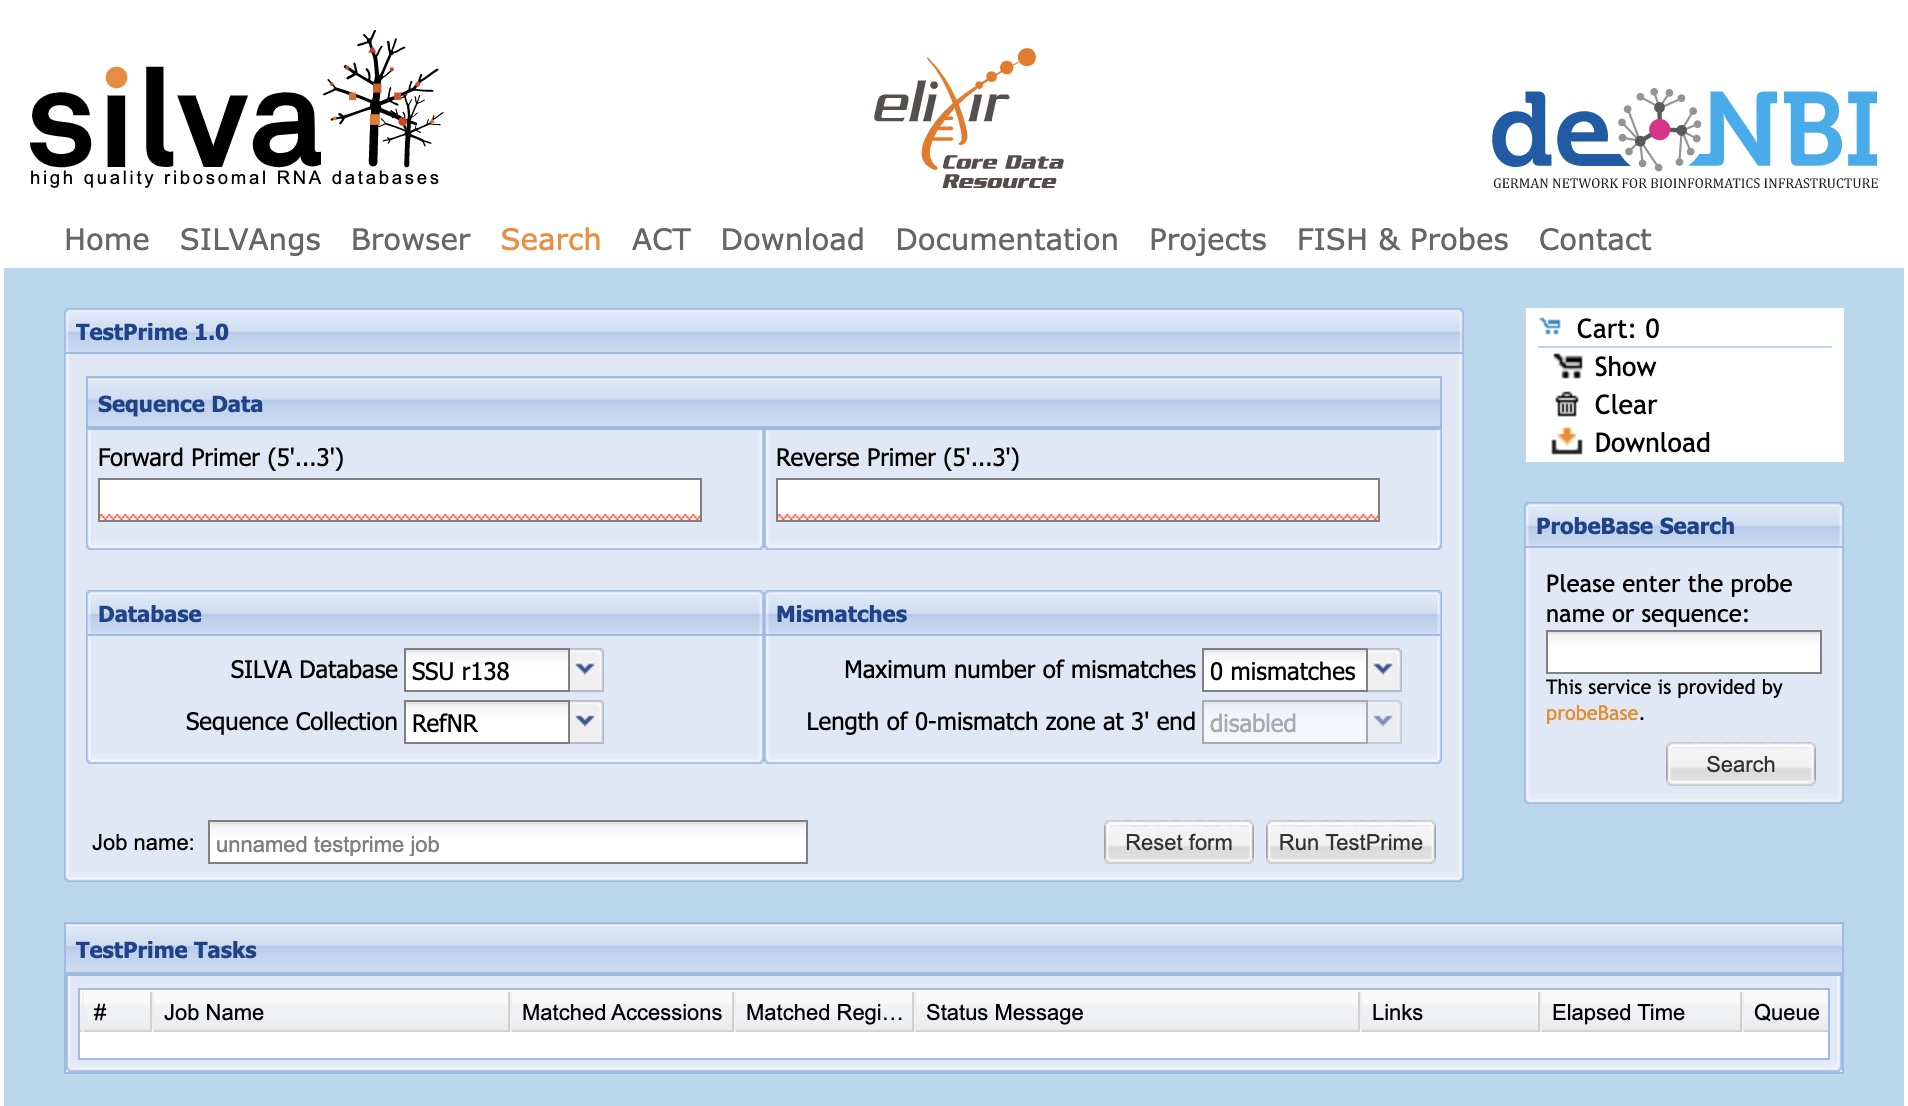 silva
high quality ribosomal RNA databases
elixir
Core Data
Resource
de NBI
GERMAN NETWORK FOR BIOINFORMATICS INFRASTRUCTURE
Home SILVAngs Browser Search ACT Download Documentation Projects FISH & Probes Contact
TestPrime 1.0
Sequence Data
Forward Primer (5'...3') Reverse Primer (5'...3')
Database Mismatches
SILVA Database SSU r138 Maximum number of mismatches 0 mismatches
Sequence Collection RefNR Length of 0-mismatch zone at 3' end disabled
Job name: unnamed testprime job Reset form Run TestPrime
Cart: 0
Show
Clear
Download
ProbeBase Search
Please enter the probe
name or sequence:
This service is provided by
probeBase.
Search
TestPrime Tasks
# Job Name Matched Accessions Matched Regi... Status Message Links Elapsed Time Queue